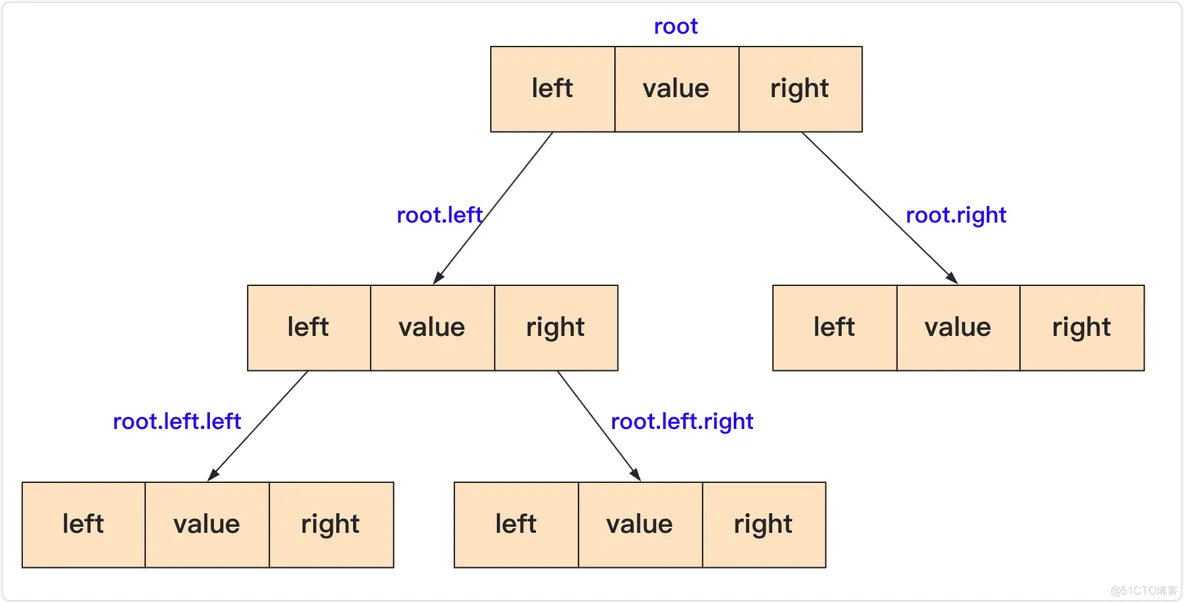 root
left value right
root.left root.right
left value right left value right
root.left.left root.left.right
left value right left value right
@51CTO博客